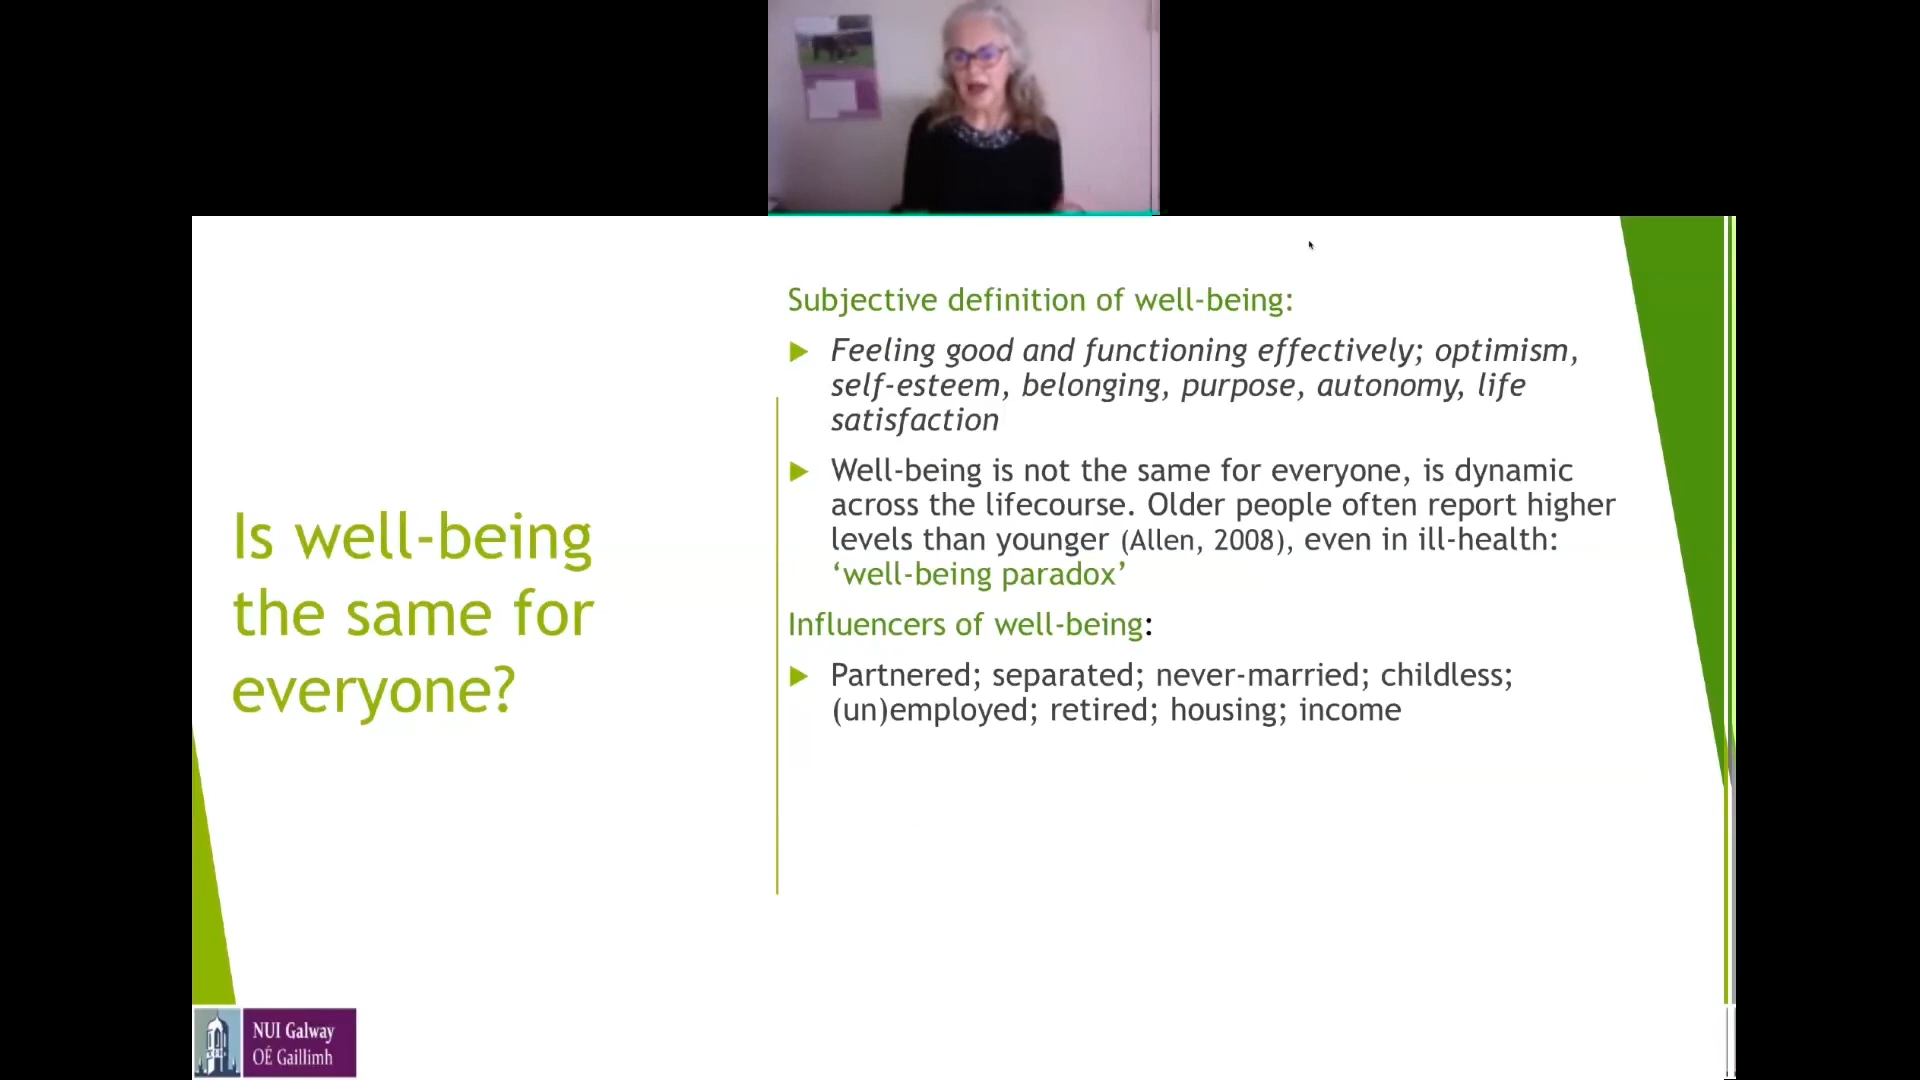 Is well-being
the same for
everyone?
Subjective definition of well-being:
Feeling good and functioning effectively; optimism,
self-esteem, belonging, purpose, autonomy, life
satisfaction
Well-being is not the same for everyone, is dynamic
across the lifecourse. Older people often report higher
levels than younger (Allen, 2008), even in ill-health:
‘well-being paradox’
Influencers of well-being:
Partnered; separated; never-married; childless;
(un)employed; retired; housing; income
NUI Galway
OÉ Gaillimh